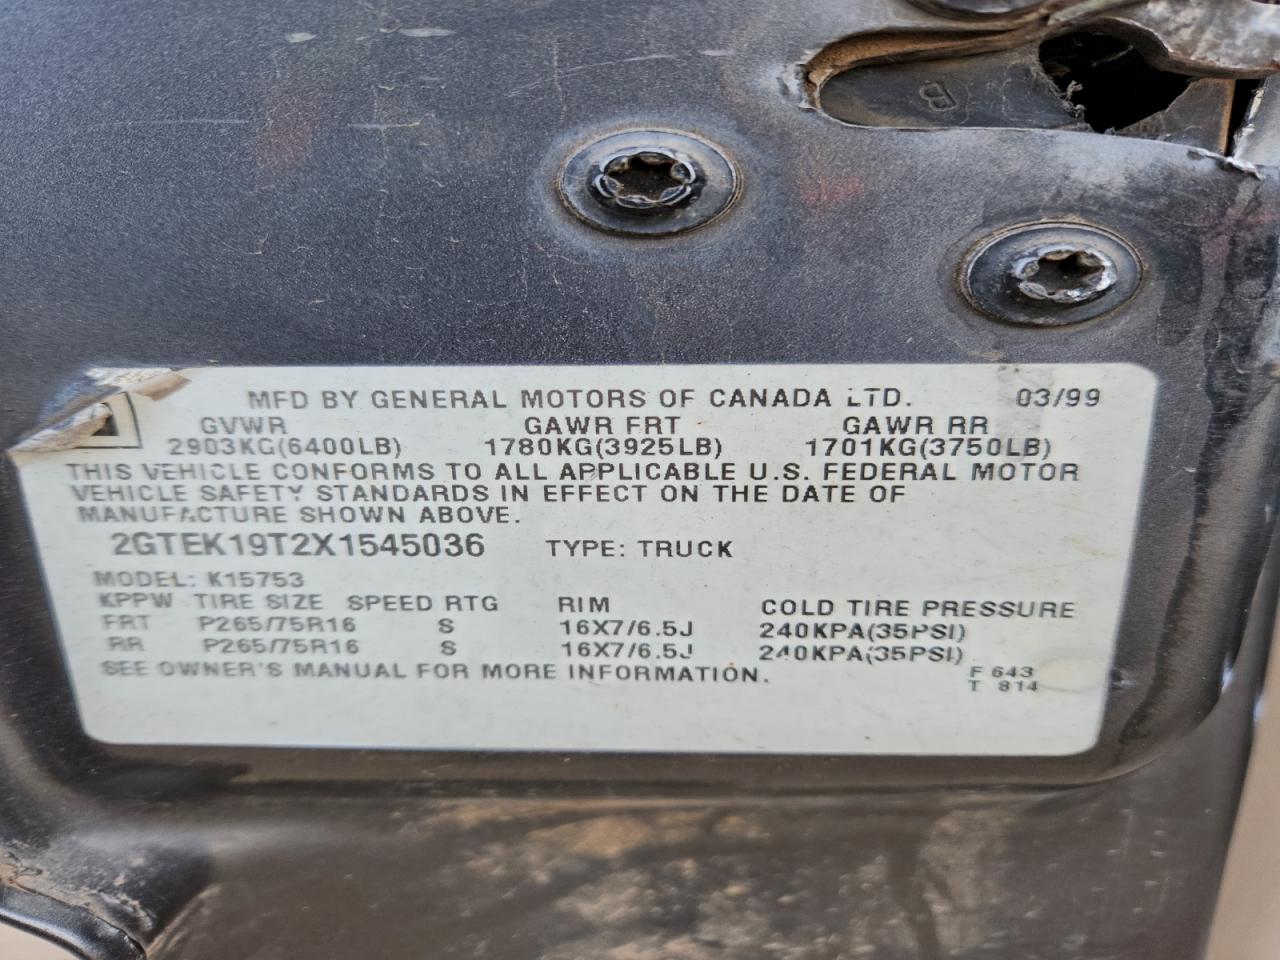 MFD BY GENERAL MOTORS OF CANADA LTD. 03/99
GVWR GAWR FRT GAWR RR
2903KG(6400LB) 1780KG(3925LB) 1701KG(3750LB)
THIS VEHICLE CONFORMS TO ALL APPLICABLE U.S. FEDERAL MOTOR
VEHICLE SAFETY STANDARDS IN EFFECT ON THE DATE OF
MANUFACTURE SHOWN ABOVE.
2GTEK19T2X1545036 TYPE: TRUCK
MODEL: K15753
KPPW TIRE SIZE SPEED RTG RIM COLD TIRE PRESSURE
FRT P265/75R16 S 16X7/6.5J 240KPA(35PSI)
RR P265/75R16 S 16X7/6.5J 240KPA(35PSI)
SEE OWNER'S MANUAL FOR MORE INFORMATION.
F 643
T 814